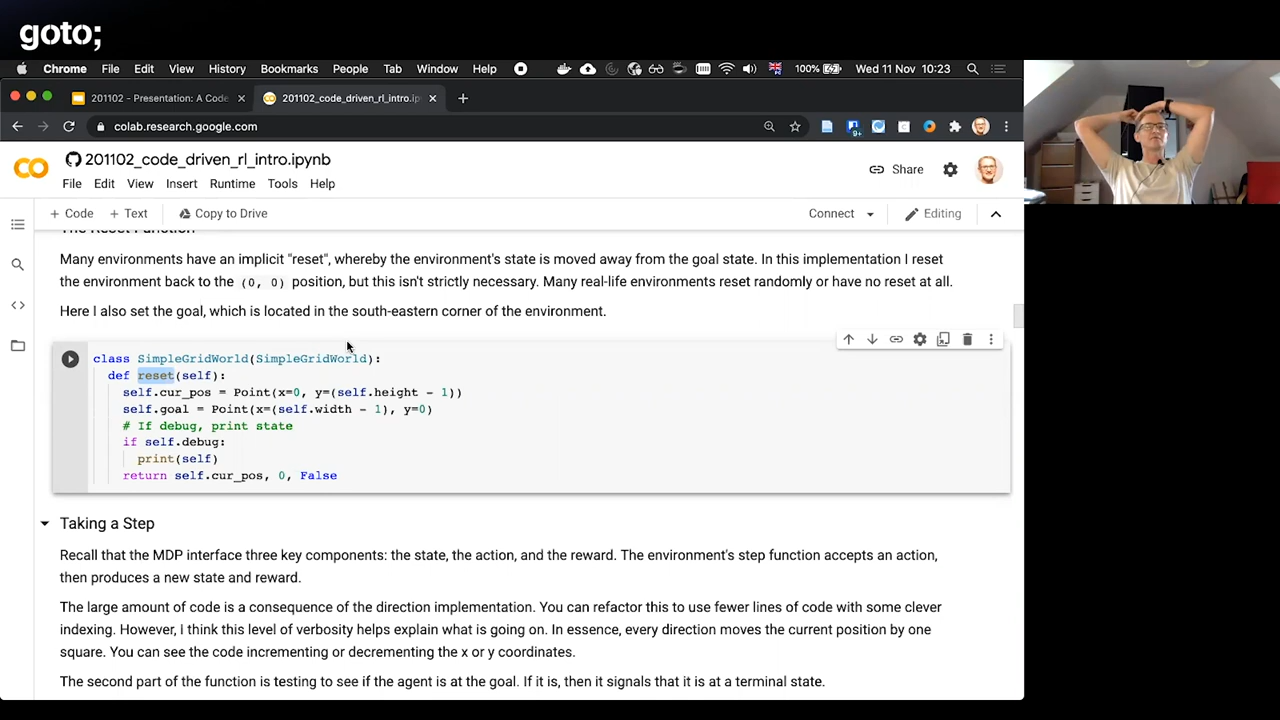 goto;
Chrome File Edit View History Bookmarks People Tab Window Help 100% Wed 11 Nov 10:23
201102 - Presentation: A Code 201102_code_driven_rl_intro.ip
colab.research.google.com
201102_code_driven_rl_intro.ipynb
Share
File Edit View Insert Runtime Tools Help
+ Code + Text Copy to Drive Connect Editing
The Reset Function
Many environments have an implicit "reset", whereby the environment's state is moved away from the goal state. In this implementation I reset
the environment back to the (0, 0) position, but this isn't strictly necessary. Many real-life environments reset randomly or have no reset at all.
Here I also set the goal, which is located in the south-eastern corner of the environment.
class SimpleGridWorld(SimpleGridWorld):
def reset(self):
self.cur_pos = Point(x=0, y=(self.height - 1))
self.goal = Point(x=(self.width - 1), y=0)
# If debug, print state
if self.debug:
print(self)
return self.cur_pos, 0, False
Taking a Step
Recall that the MDP interface three key components: the state, the action, and the reward. The environment's step function accepts an action,
then produces a new state and reward.
The large amount of code is a consequence of the direction implementation. You can refactor this to use fewer lines of code with some clever
indexing. However, I think this level of verbosity helps explain what is going on. In essence, every direction moves the current position by one
square. You can see the code incrementing or decrementing the x or y coordinates.
The second part of the function is testing to see if the agent is at the goal. If it is, then it signals that it is at a terminal state.